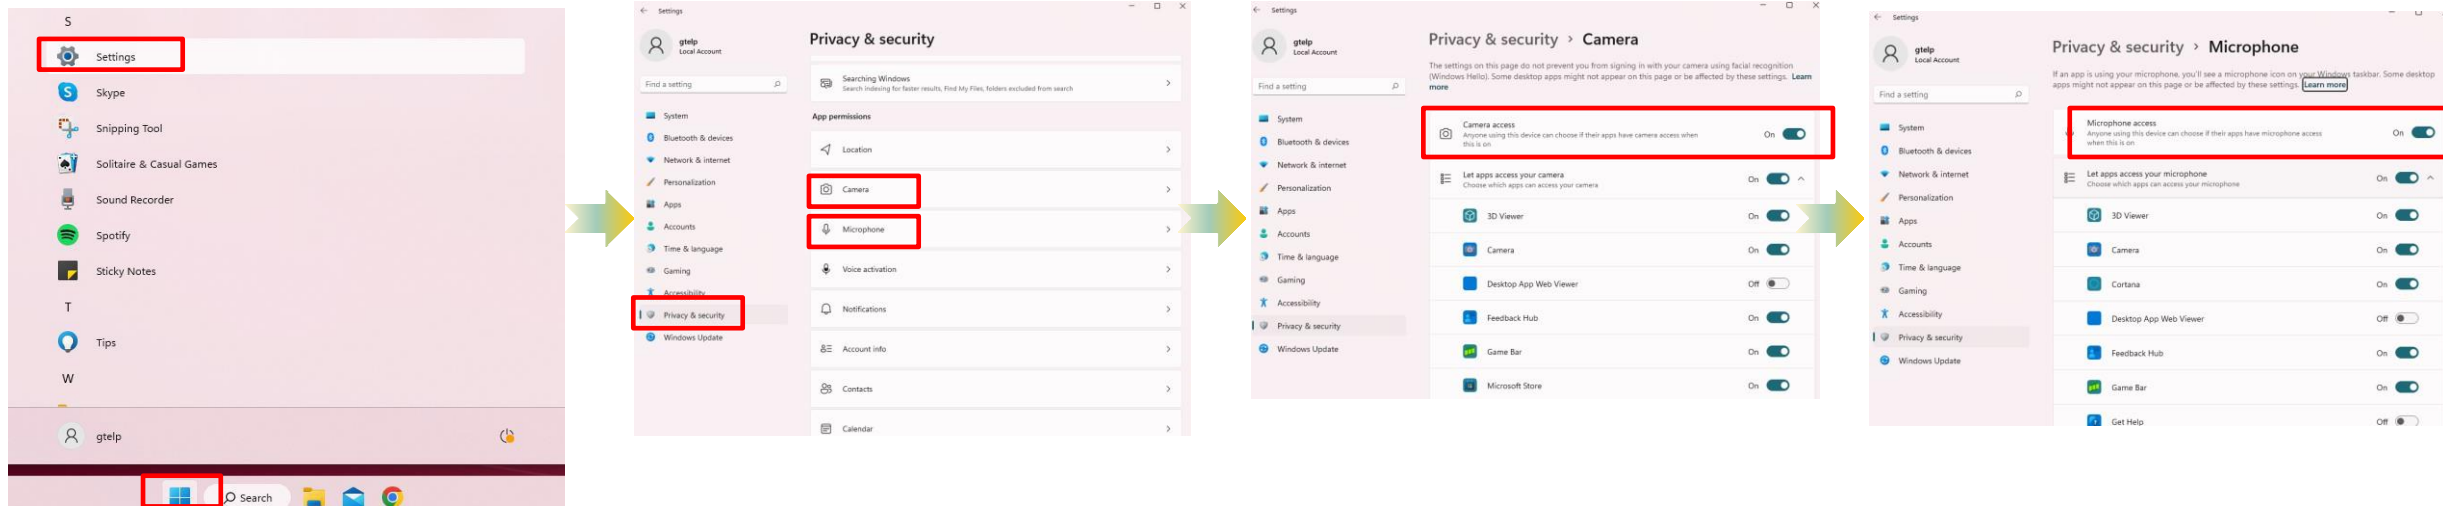 S
Settings
Skype
Snipping Tool
Solitaire & Casual Games
Sound Recorder
Spotify
Sticky Notes
T
Tips
W
gtelp
Search
Settings
gtelp
Local Account
Find a setting
System
Bluetooth & devices
Network & internet
Personalization
Apps
Accounts
Time & language
Gaming
Accessibility
Privacy & security
Windows Update
Privacy & security
Searching Windows
Search indexing for faster results, Find My Files, folders excluded from search
App permissions
Location
Camera
Microphone
Voice activation
Notifications
Account info
Contacts
Calendar
Settings
gtelp
Local Account
Find a setting
System
Bluetooth & devices
Network & internet
Personalization
Apps
Accounts
Time & language
Gaming
Accessibility
Privacy & security
Windows Update
Privacy & security > Camera
The settings on this page do not prevent you from signing in with your camera using facial recognition
(Windows Hello). Some desktop apps might not appear on this page or be affected by these settings. Learn
more
Camera access
Anyone using this device can choose if their apps have camera access when
this is on
On
Let apps access your camera
Choose which apps can access your camera
On
3D Viewer On
Camera On
Desktop App Web Viewer Off
Feedback Hub On
Game Bar On
Microsoft Store On
Settings
gtelp
Local Account
Find a setting
System
Bluetooth & devices
Network & internet
Personalization
Apps
Accounts
Time & language
Gaming
Accessibility
Privacy & security
Windows Update
Privacy & security > Microphone
If an app is using your microphone, you'll see a microphone icon on your Windows taskbar. Some desktop
apps might not appear on this page or be affected by these settings. Learn more
Microphone access
Anyone using this device can choose if their apps have microphone access
when this is on
On
Let apps access your microphone
Choose which apps can access your microphone
On
3D Viewer On
Camera On
Cortana On
Desktop App Web Viewer Off
Feedback Hub On
Game Bar On
Get Help Off